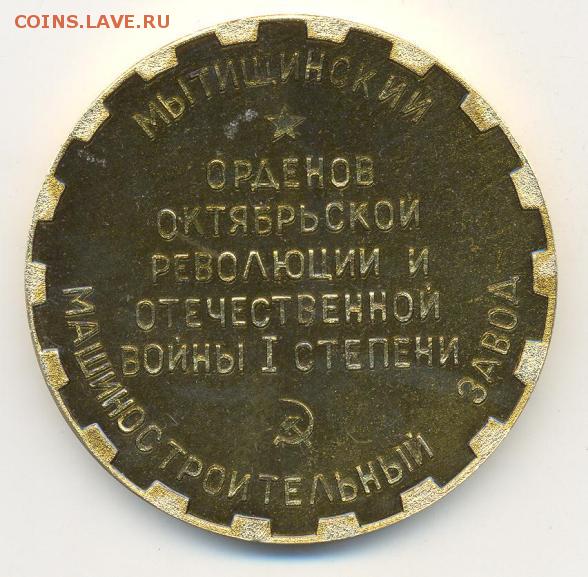 COINS.LAVE.RU
МЫТИЩИНСКИЙ
ОРДЕНОВ
ОКТЯБРЬСКОЙ
РЕВОЛЮЦИИ И
ОТЕЧЕСТВЕННОЙ
ВОЙНЫ I СТЕПЕНИ
МАШИНОСТРОИТЕЛЬНЫЙ
ЗАВОД